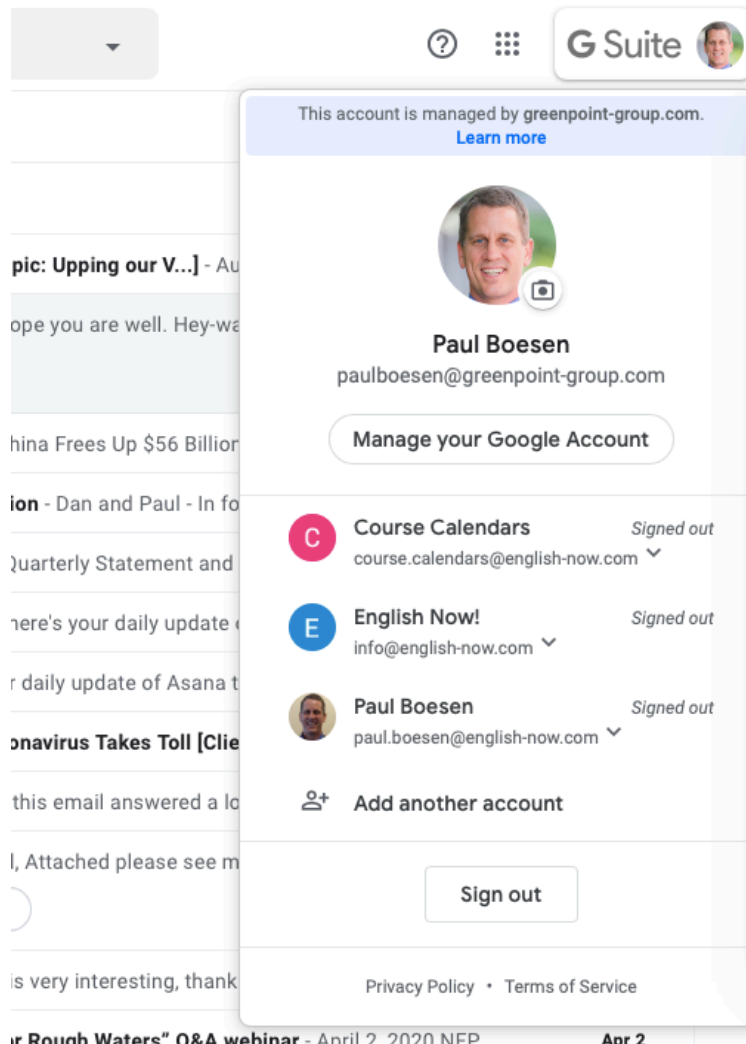 G Suite
This account is managed by greenpoint-group.com.
Learn more
pic: Upping our V...] - Au
ope you are well. Hey-wa
Paul Boesen
paulboesen@greenpoint-group.com
Manage your Google Account
hina Frees Up $56 Billion
ion - Dan and Paul - In fo
C
Course Calendars
Signed out
course.calendars@english-now.com
Quarterly Statement and
here's your daily update
E
English Now!
Signed out
info@english-now.com
r daily update of Asana t
Paul Boesen
Signed out
paul.boesen@english-now.com
onavirus Takes Toll [Clie
this email answered a lo
Add another account
l, Attached please see m
Sign out
is very interesting, thank
Privacy Policy • Terms of Service
or Rough Waters” Q&A webinar - April 2, 2020 NFP
Apr 2